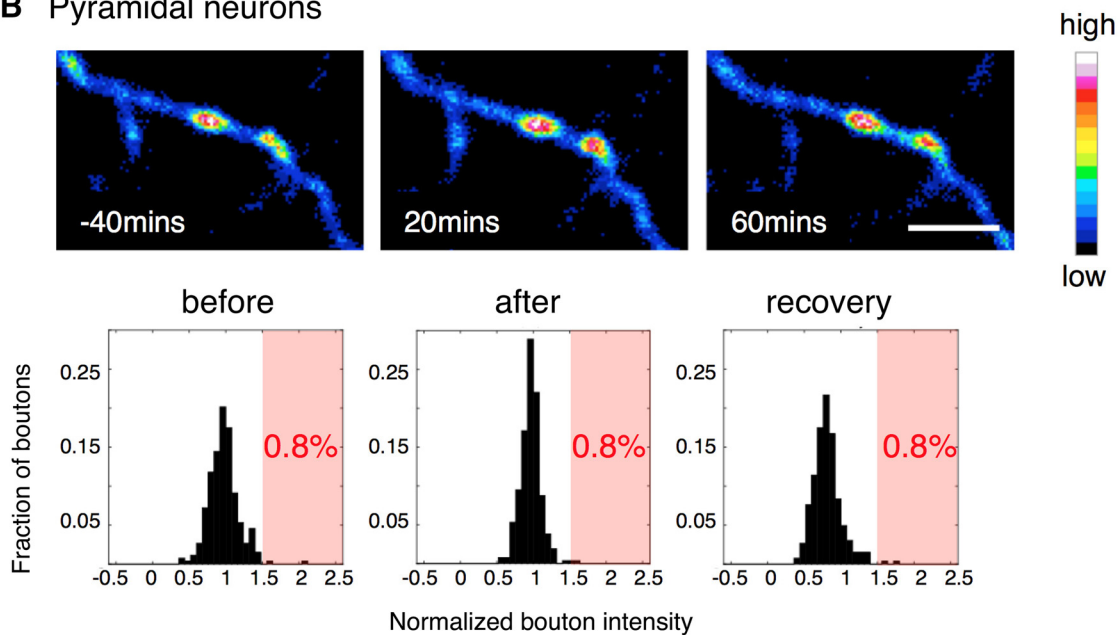 B Pyramidal neurons
high
-40mins
20mins
60mins
low
before
after
recovery
Fraction of boutons
0.25
0.15
0.05
0.8%
-0.5 0 0.5 1 1.5 2 2.5
0.25
0.15
0.05
0.8%
-0.5 0 0.5 1 1.5 2 2.5
0.25
0.15
0.05
0.8%
-0.5 0 0.5 1 1.5 2 2.5
Normalized bouton intensity